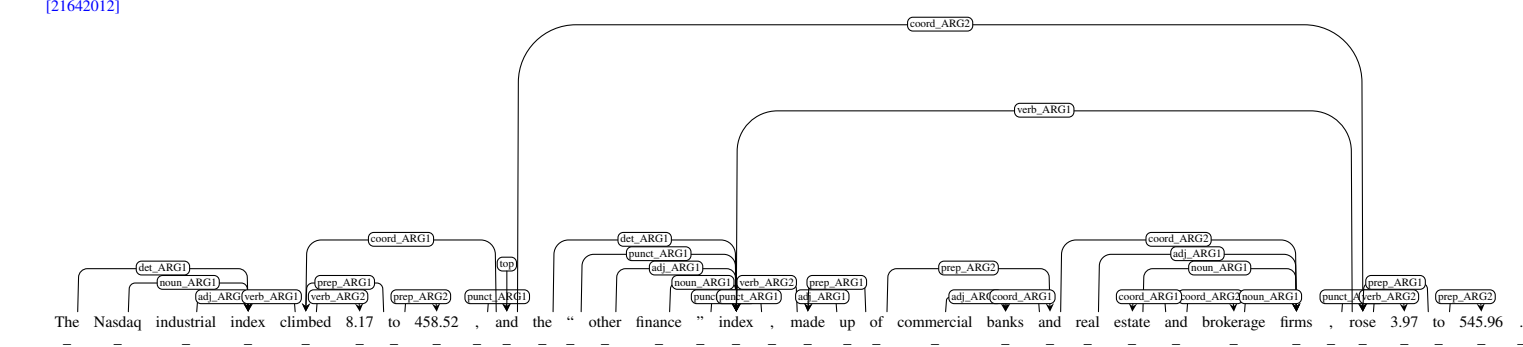 [21642012]
coord_ARG2
verb_ARG1
coord_ARG1 det_ARG1 coord_ARG2
punct_ARG1 adj_ARG1
top
det_ARG1 adj_ARG1 prep_ARG2 noun_ARG1
noun_ARG1 prep_ARG1 noun_ARG1 verb_ARG2 prep_ARG1 prep_ARG1
verb_ARG1 verb_ARG2 prep_ARG2 punct_ARG1 punct_ARG1 adj_ARG1 coord_ARG1 coord_ARG1 coord_ARG2 noun_ARG1 verb_ARG2 prep_ARG2
The Nasdaq industrial index climbed 8.17 to 458.52 , and the “ other finance ” index , made up of commercial banks and real estate and brokerage firms , rose 3.97 to 545.96 .